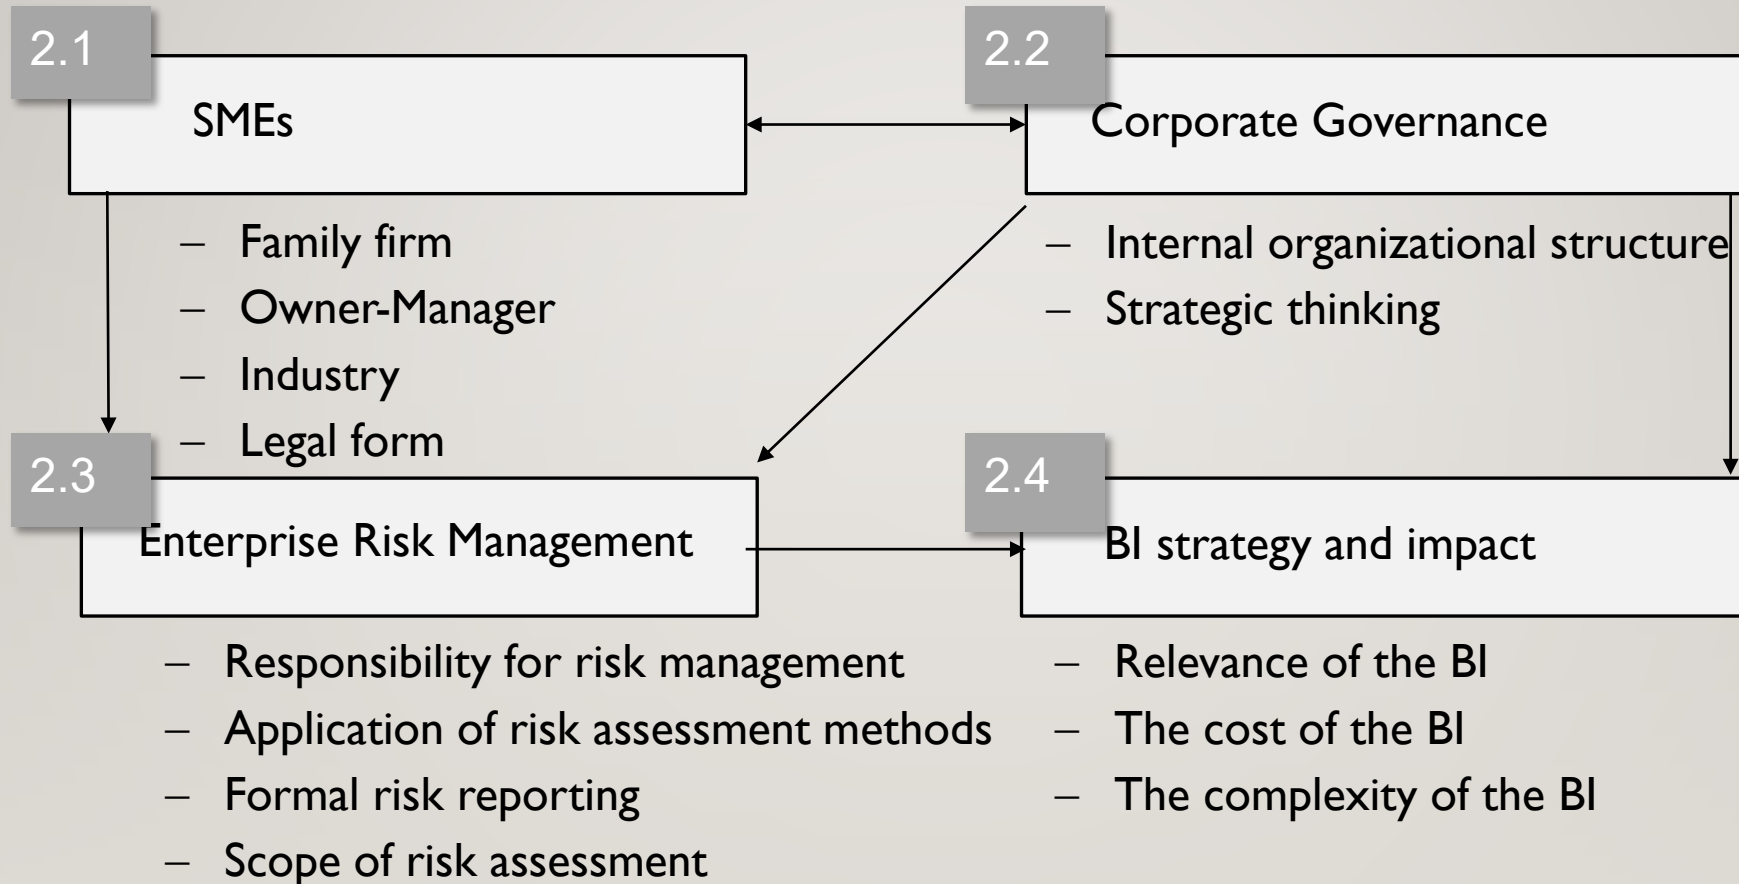 2.1
SMEs
– Family firm
– Owner-Manager
– Industry
– Legal form
2.2
Corporate Governance
– Internal organizational structure
– Strategic thinking
2.3
Enterprise Risk Management
– Responsibility for risk management
– Application of risk assessment methods
– Formal risk reporting
– Scope of risk assessment
2.4
BI strategy and impact
– Relevance of the BI
– The cost of the BI
– The complexity of the BI